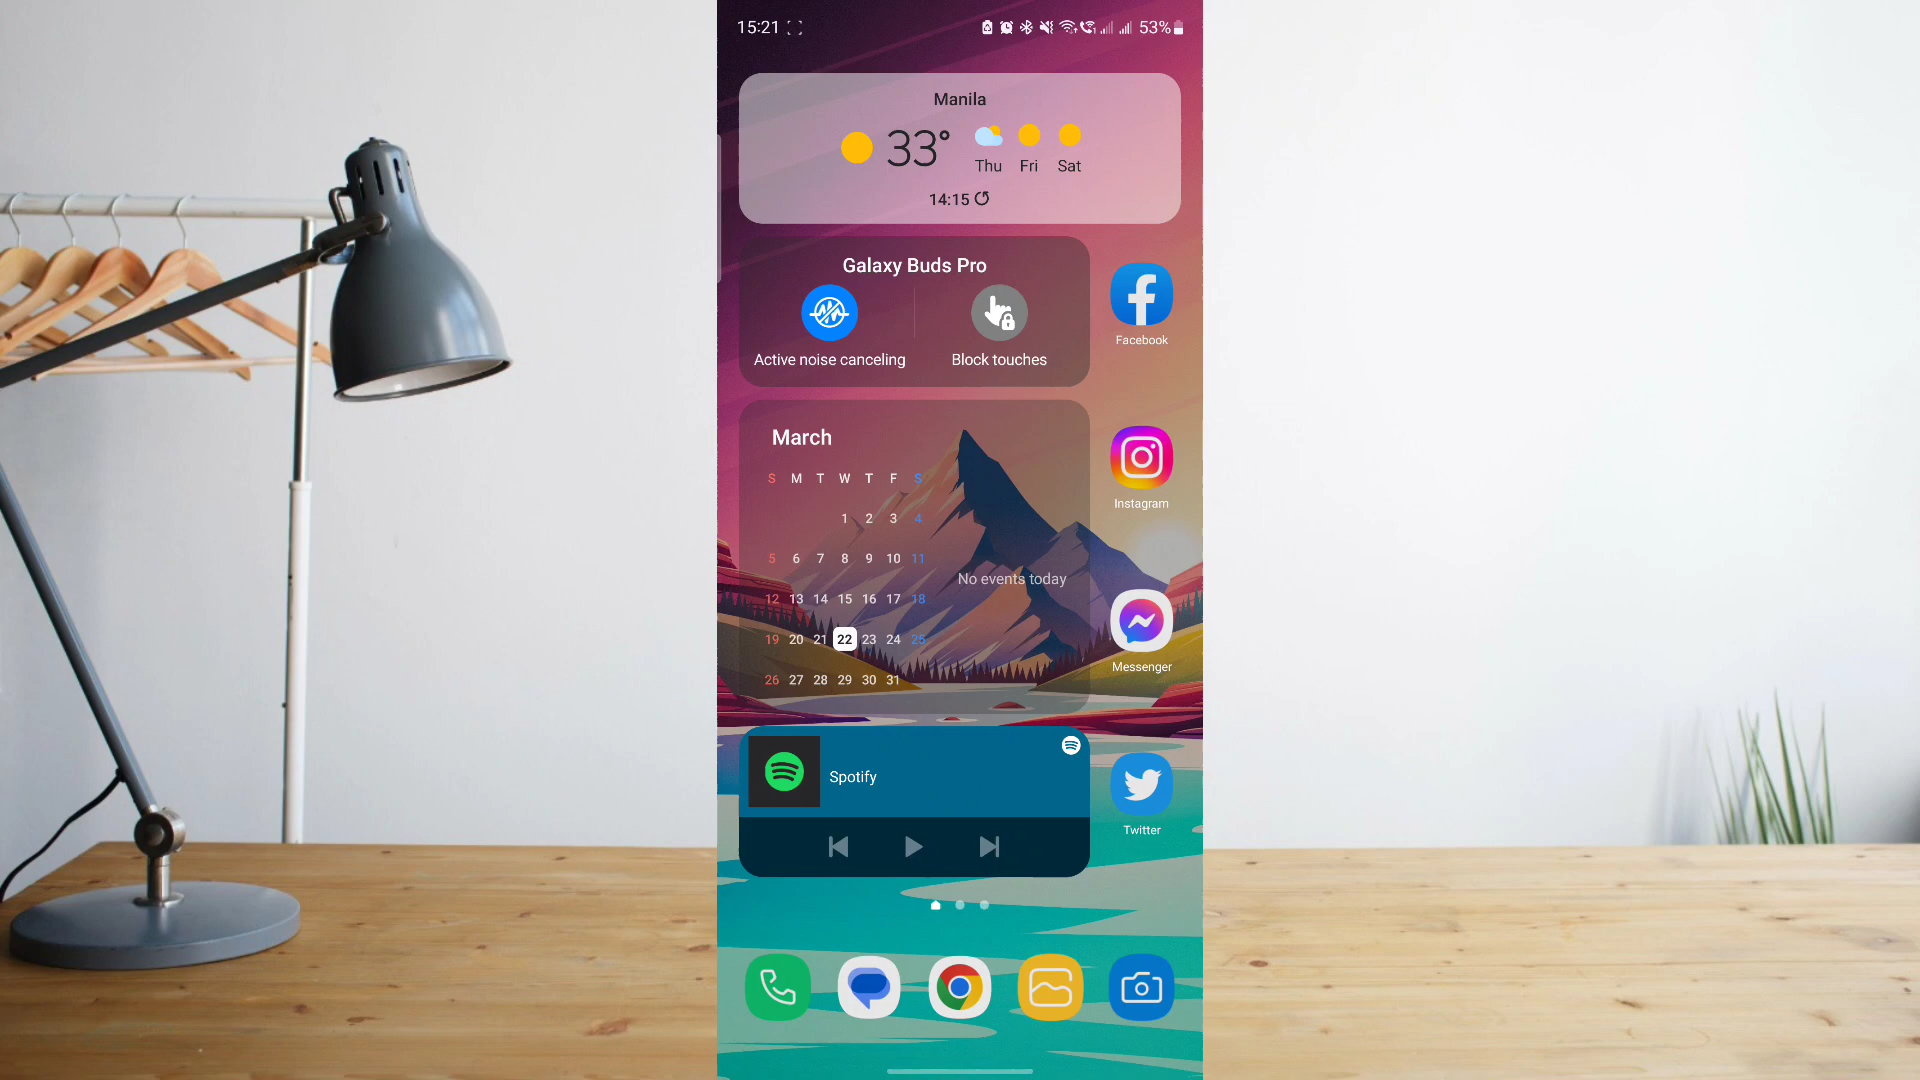 15:21 53%
Manila
33°
Thu Fri Sat
14:15
Galaxy Buds Pro
Active noise canceling Block touches
Facebook
March
S M T W T F S
1 2 3 4
5 6 7 8 9 10 11
12 13 14 15 16 17 18
19 20 21 22 23 24 25
26 27 28 29 30 31
No events today
Instagram
Messenger
Spotify
Twitter